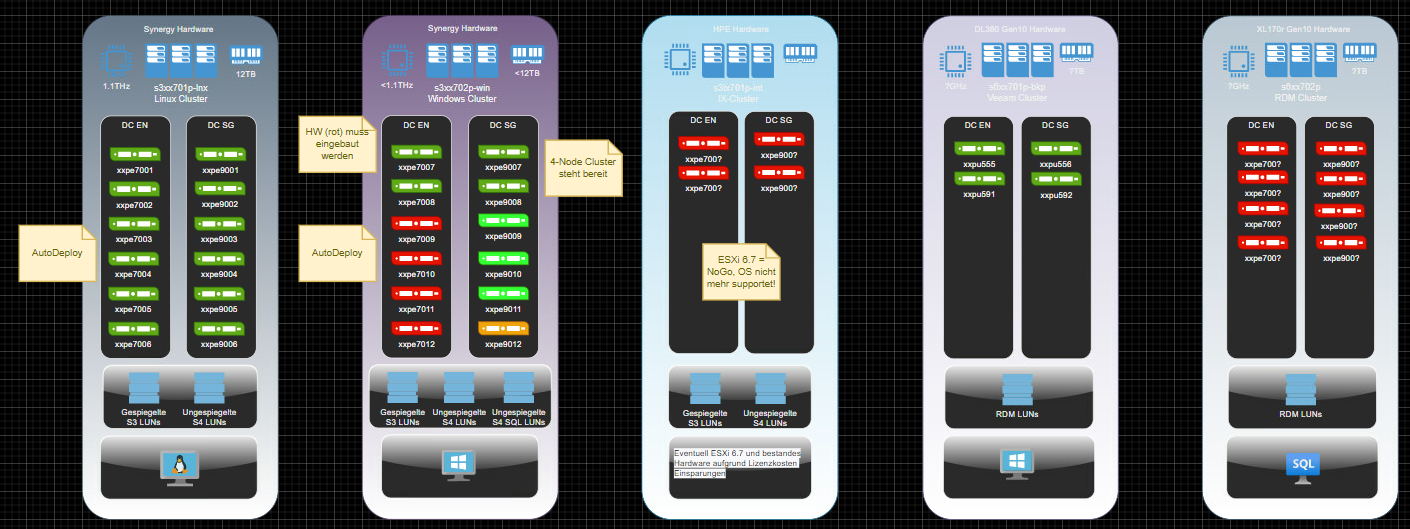 Synergy Hardware
1.1THz
12TB
s3xx701p-lnx
Linux Cluster
DC EN
DC SG
xxpe7001
xxpe9001
xxpe7002
xxpe9002
xxpe7003
xxpe9003
AutoDeploy
xxpe7004
xxpe9004
xxpe7005
xxpe9005
xxpe7006
xxpe9006
Gespiegelte
S3 LUNs
Ungespiegelte
S4 LUNs
Synergy Hardware
<1.1THz
<12TB
s3xx702p-win
Windows Cluster
HW (rot) muss
eingebaut
werden
DC EN
DC SG
4-Node Cluster
steht bereit
xxpe7007
xxpe9007
xxpe7008
xxpe9008
xxpe7009
xxpe9009
AutoDeploy
xxpe7010
xxpe9010
xxpe7011
xxpe9011
xxpe7012
xxpe9012
Gespiegelte
S3 LUNs
Ungespiegelte
S4 LUNs
Ungespiegelte
S4 SQL LUNs
HPE Hardware
s3xx701p-int
IX-Cluster
DC EN
DC SG
xxpe700?
xxpe900?
xxpe700?
xxpe900?
ESXi 6.7 =
NoGo, OS nicht
mehr supportet!
Gespiegelte
S3 LUNs
Ungespiegelte
S4 LUNs
Eventuell ESXi 6.7 und bestandes
Hardware aufgrund Lizenzkosten
Einsparungen
DL380 Gen10 Hardware
?GHz
?TB
s6xx701p-bkp
Veeam Cluster
DC EN
DC SG
xxpu555
xxpu556
xxpu591
xxpu592
RDM LUNs
XL170r Gen10 Hardware
?GHz
?TB
s6xx702p
RDM Cluster
DC EN
DC SG
xxpe700?
xxpe900?
xxpe700?
xxpe900?
xxpe700?
xxpe900?
xxpe700?
xxpe900?
RDM LUNs
SQL